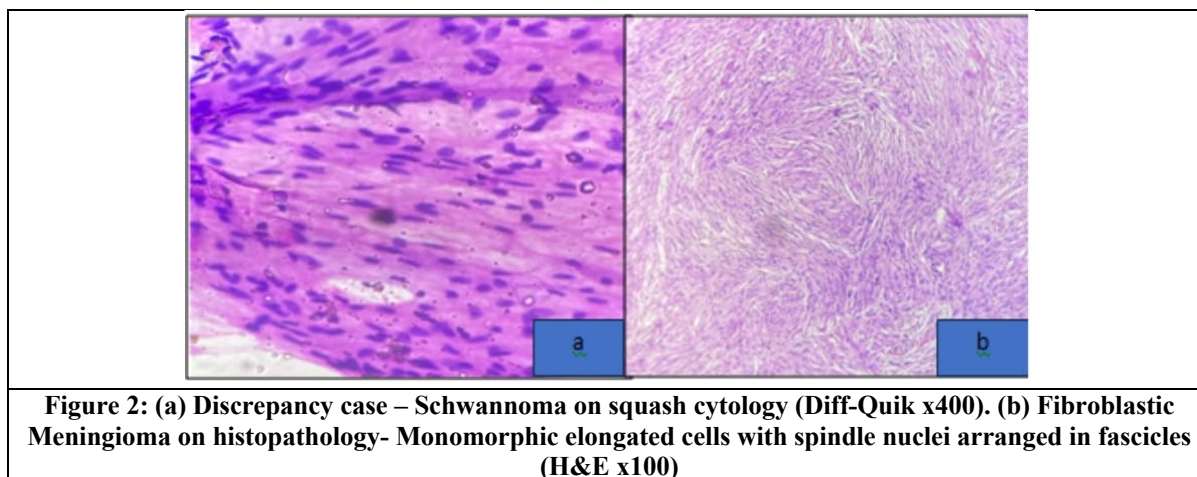 a
b
Figure 2: (a) Discrepancy case – Schwannoma on squash cytology (Diff-Quik x400). (b) Fibroblastic
Meningioma on histopathology- Monomorphic elongated cells with spindle nuclei arranged in fascicles
(H&E x100)